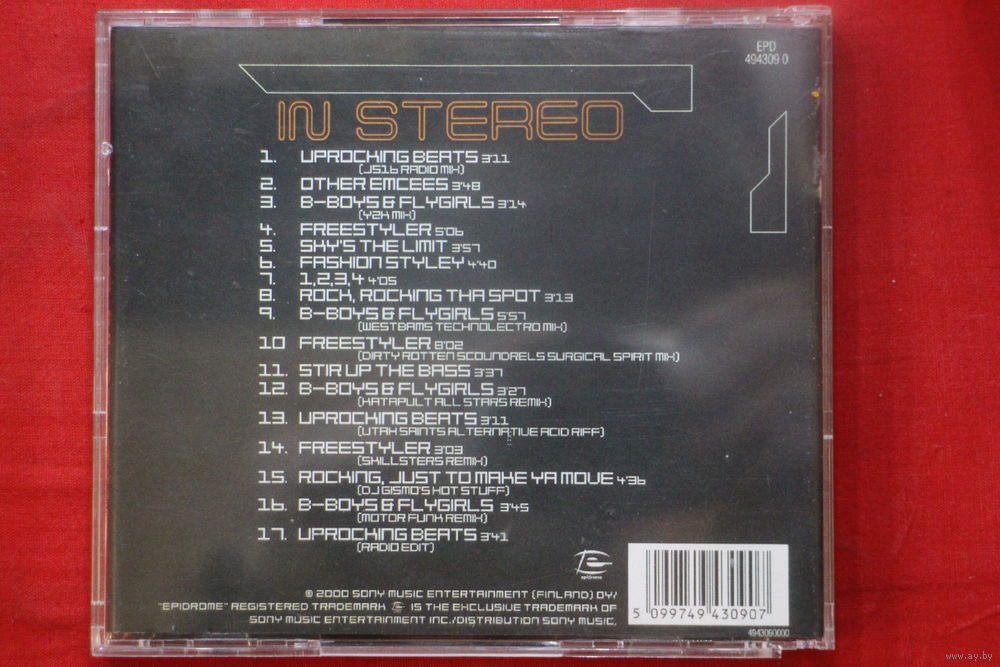 EPD
494309 0
IN STEREO
1. UPROCKING BEATS 3'11
(JS16 RADIO MIX)
2. OTHER EMCEES 3'48
3. B-BOYS & FLYGIRLS 3'14
(Y2K MIX)
4. FREESTYLER 5'06
5. SKY'S THE LIMIT 3'57
6. FASHION STYLEY 4'40
7. 1,2,3,4 4'05
8. ROCK, ROCKING THA SPOT 3'13
9. B-BOYS & FLYGIRLS 5'57
(WESTBAMS TECHNOLECTRO MIX)
10 FREESTYLER 8'02
(DIRTY ROTTEN SCOUNDRELS SURGICAL SPIRIT MIX)
11. STIR UP THE BASS 3'37
12. B-BOYS & FLYGIRLS 3'27
(KATAPULT ALL STARS REMIX)
13. UPROCKING BEATS 3'11
(UTAH SAINTS ALTERNATIVE ACID RIFF)
14. FREESTYLER 3'03
(SKILLSTERS REMIX)
15. ROCKING, JUST TO MAKE YA MOVE 4'36
(DJ GISMO'S HOT STUFF)
16. B-BOYS & FLYGIRLS 3'45
(MOTOR FUNK REMIX)
17. UPROCKING BEATS 3'41
(RADIO EDIT)
epidrome
℗ 2000 SONY MUSIC ENTERTAINMENT (FINLAND) OY/
"EPIDROME" REGISTERED TRADEMARK E IS THE EXCLUSIVE TRADEMARK OF
SONY MUSIC ENTERTAINMENT INC./DISTRIBUTION SONY MUSIC.
5 099749 430907
4943090000
www.ay.by